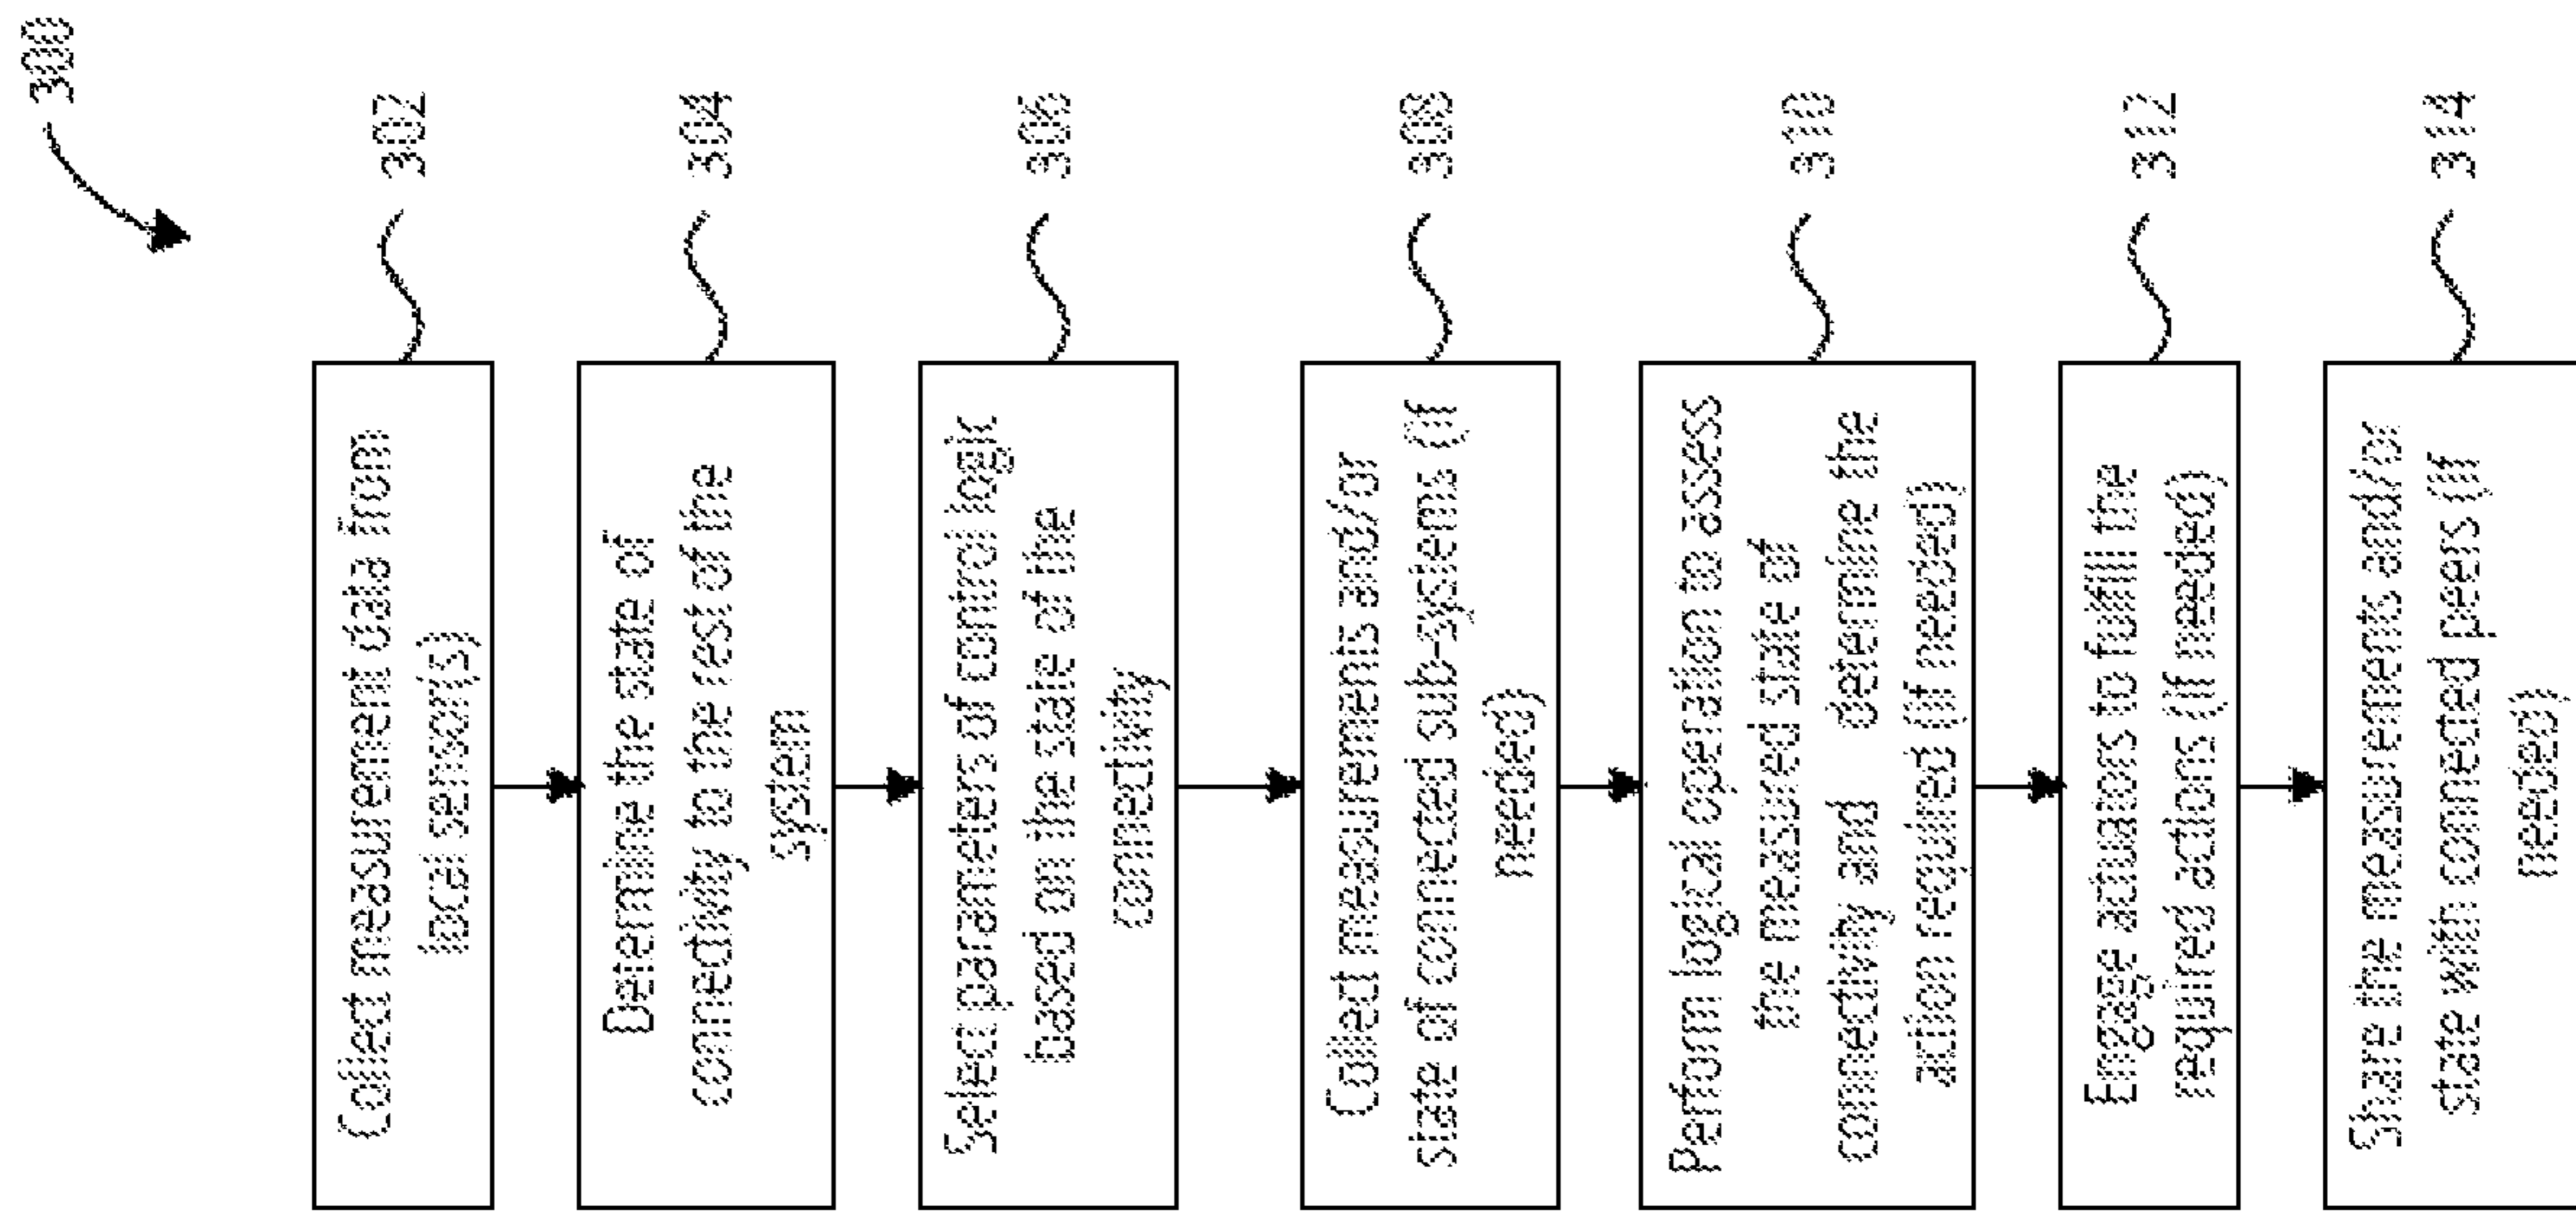 300
Collect measurement data from
local sensor(s)
302
Determine the state of
connectivity to the rest of the
system
304
Select parameters of control logic
based on the state of the
connectivity
306
Collect measurements and/or
state of connected sub-systems (if
needed)
308
Perform logical operation to assess
the measured state of
connectivity and determine the
action required (if needed)
310
Engage actuators to fulfill the
required actions (if needed)
312
Share the measurements and/or
state with connected peers (if
needed)
314